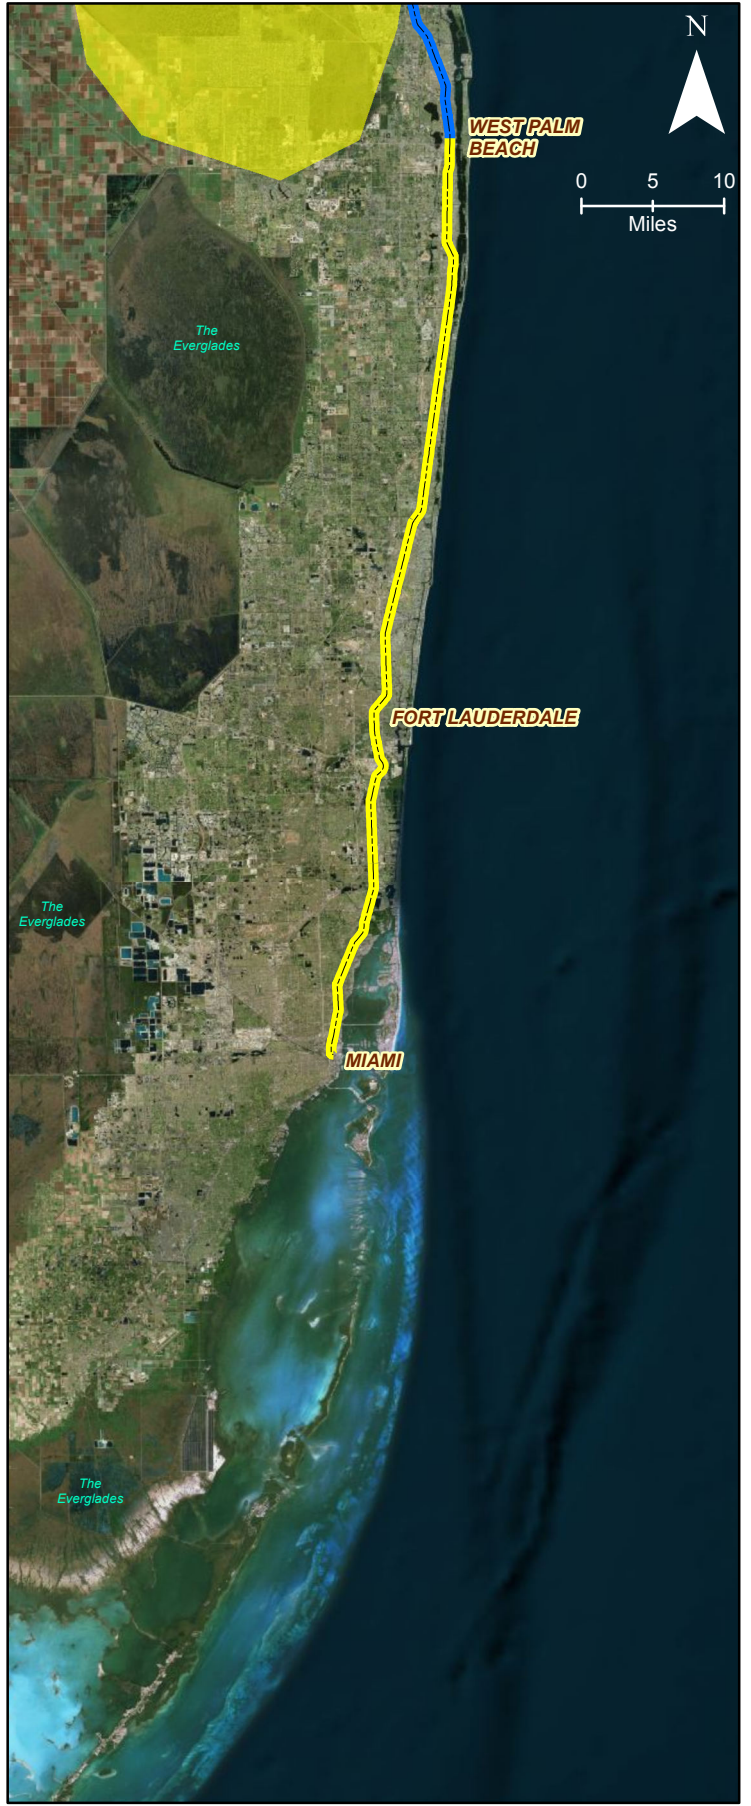 N
WEST PALM
BEACH
0 5 10
Miles
The
Everglades
FORT LAUDERDALE
The
Everglades
MIAMI
The
Everglades